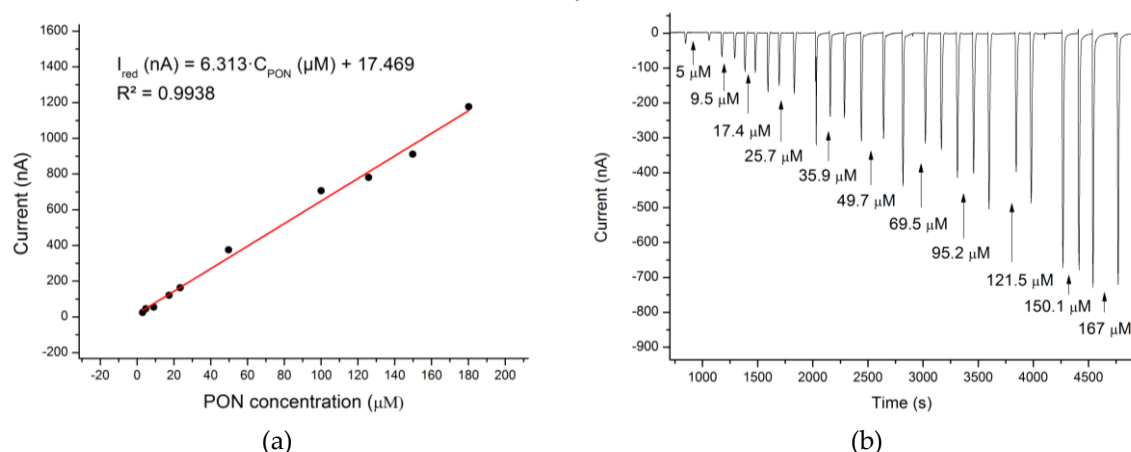 1600
1400
1200
1000
800
600
400
200
0
-200
Current (nA)
I_red (nA) = 6.313·C_PON (µM) + 17.469
R² = 0.9938
-20 0 20 40 60 80 100 120 140 160 180 200
PON concentration (µM)
(a)
0
-100
-200
-300
-400
-500
-600
-700
-800
-900
Current (nA)
5 µM
9.5 µM
17.4 µM
25.7 µM
35.9 µM
49.7 µM
69.5 µM
95.2 µM
121.5 µM
150.1 µM
167 µM
1000 1500 2000 2500 3000 3500 4000 4500
Time (s)
(b)